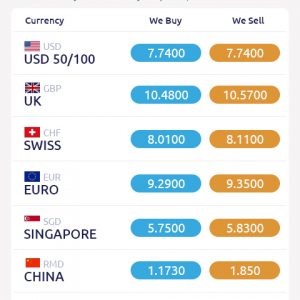 Currency We Buy We Sell
USD
USD 50/100 7.7400 7.7400
GBP
UK 10.4800 10.5700
CHF
SWISS 8.0100 8.1100
EUR
EURO 9.2900 9.3500
SGD
SINGAPORE 5.7500 5.8300
RMD
CHINA 1.1730 1.850